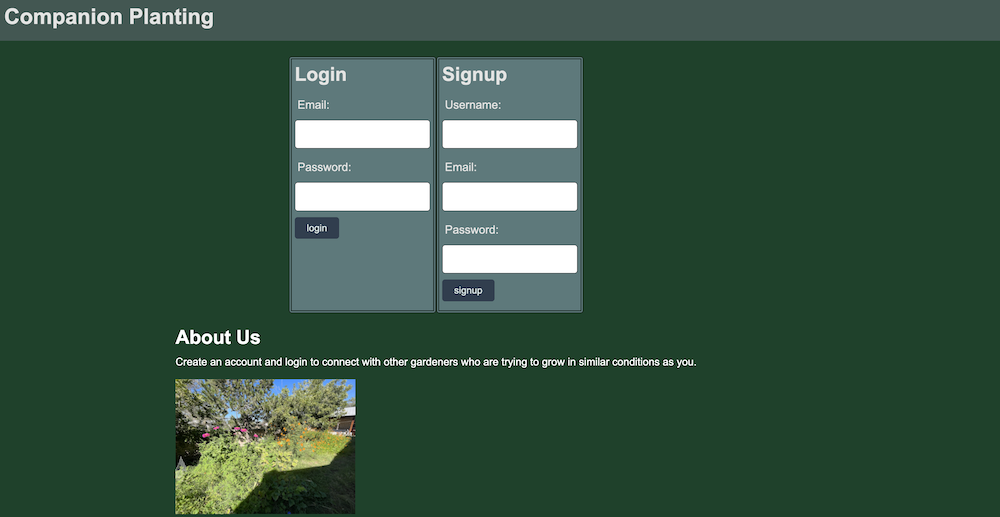 Companion Planting
Login
Email:
Password:
login
Signup
Username:
Email:
Password:
signup
About Us
Create an account and login to connect with other gardeners who are trying to grow in similar conditions as you.